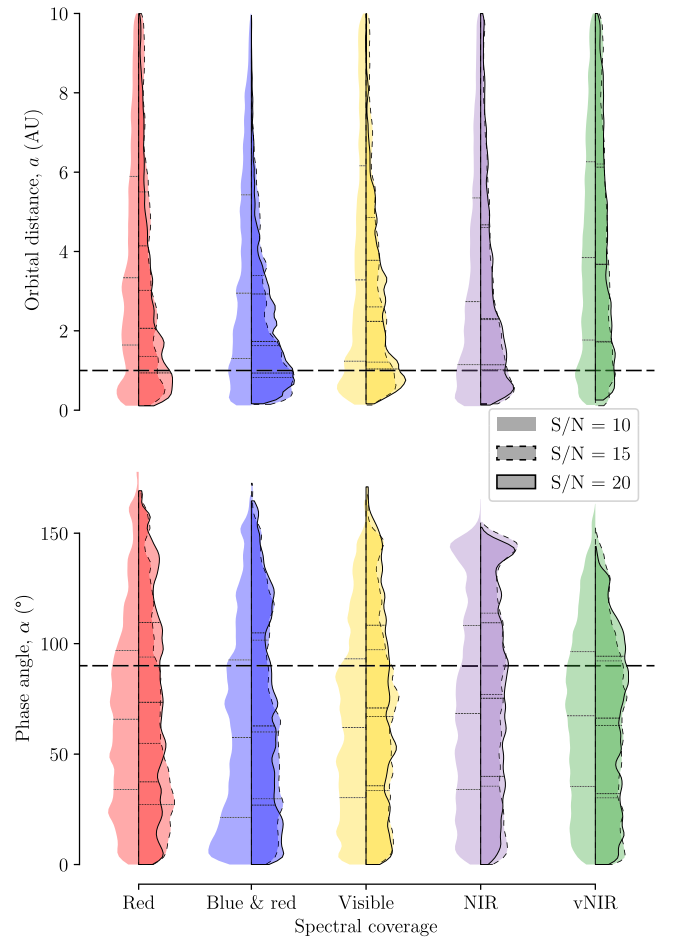 10
8
6
4
2
0
Orbital distance, a (AU)
S/N = 10
S/N = 15
S/N = 20
150
100
50
0
Phase angle, α (°)
Red
Blue & red
Visible
NIR
vNIR
Spectral coverage